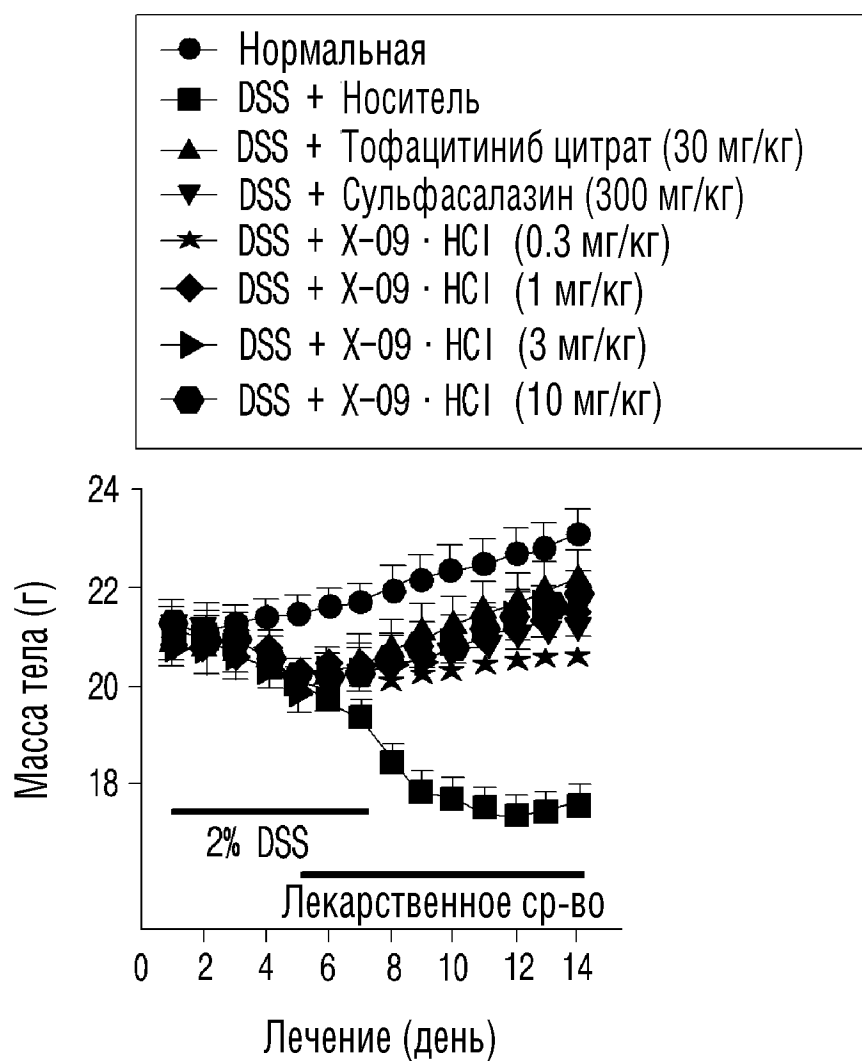 Нормальная
DSS + Носитель
DSS + Тофацитиниб цитрат (30 мг/кг)
DSS + Сульфасалазин (300 мг/кг)
DSS + X-09 · HCl (0.3 мг/кг)
DSS + X-09 · HCl (1 мг/кг)
DSS + X-09 · HCl (3 мг/кг)
DSS + X-09 · HCl (10 мг/кг)
Масса тела (г)
24
22
20
18
2% DSS
Лекарственное ср-во
0 2 4 6 8 10 12 14
Лечение (день)